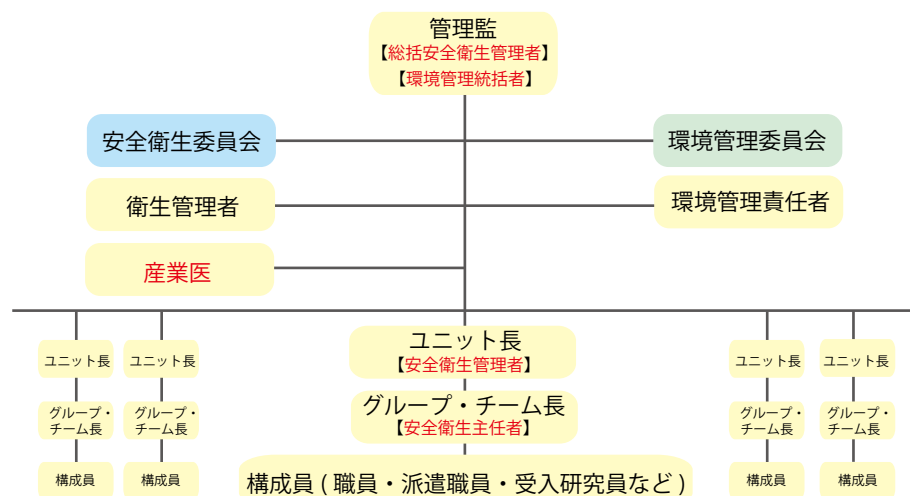 管理監
【総括安全衛生管理者】
【環境管理統括者】
安全衛生委員会
環境管理委員会
衛生管理者
環境管理責任者
産業医
ユニット長
ユニット長
ユニット長
【安全衛生管理者】
ユニット長
ユニット長
グループ・
チーム長
グループ・
チーム長
グループ・チーム長
【安全衛生主任者】
グループ・
チーム長
グループ・
チーム長
構成員
構成員
構成員 ( 職員・派遣職員・受入研究員など )
構成員
構成員